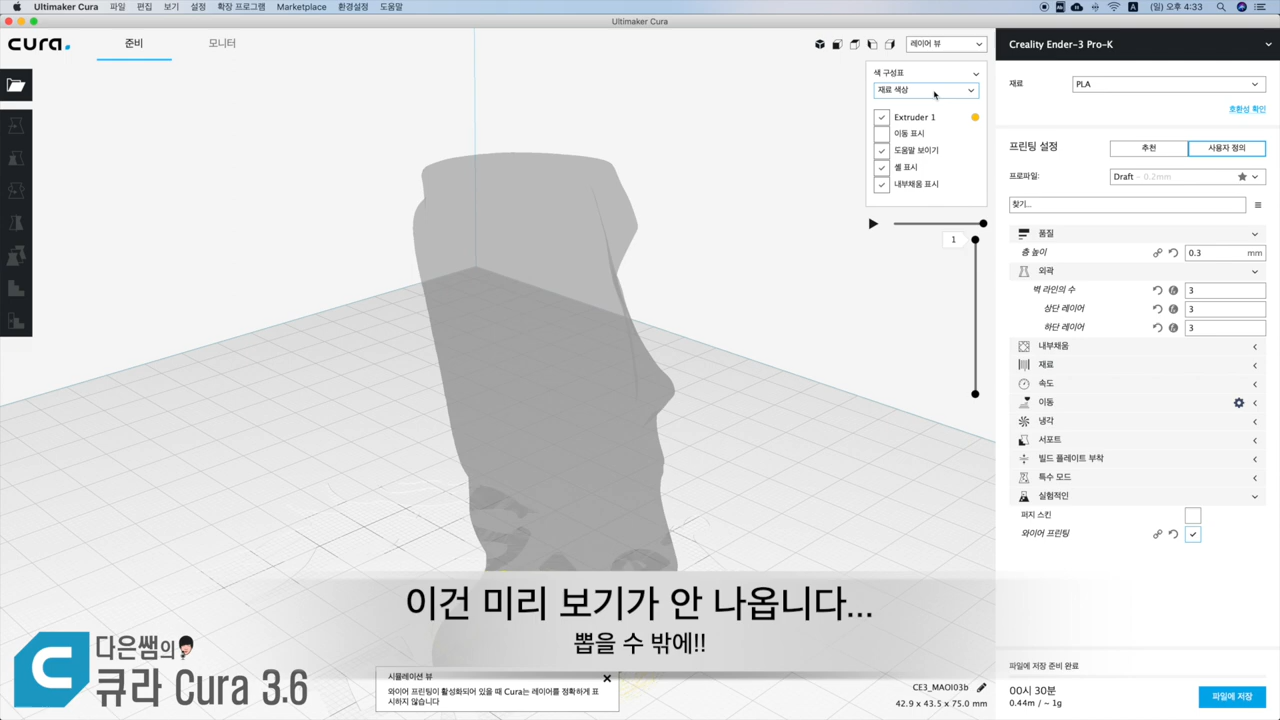 Ultimaker Cura 파일 편집 보기 설정 확장 프로그램 Marketplace 환경설정 도움말
(일) 오후 4:33
Ultimaker Cura
cura.
준비
모니터
레이어 뷰
색 구성표
재료 색상
Extruder 1
이동 표시
도움말 보이기
셸 표시
내부채움 표시
1
Creality Ender-3 Pro-K
재료
PLA
호환성 확인
프린팅 설정
추천
사용자 정의
프로파일:
Draft - 0.2mm
찾기...
품질
층 높이
0.3 mm
외곽
벽 라인의 수
3
상단 레이어
3
하단 레이어
3
내부채움
재료
속도
이동
냉각
서포트
빌드 플레이트 부착
특수 모드
실험적인
퍼지 스킨
와이어 프린팅
이건 미리 보기가 안 나옵니다...
뽑을 수 밖에!!
다은쌤의
큐라 Cura 3.6
시뮬레이션 뷰
와이어 프린팅이 활성화되어 있을 때 Cura는 레이어를 정확하게 표
시하지 않습니다
CE3_MAOI03b
42.9 x 43.5 x 75.0 mm
파일에 저장 준비 완료
00시 30분
0.44m / ~ 1g
파일에 저장